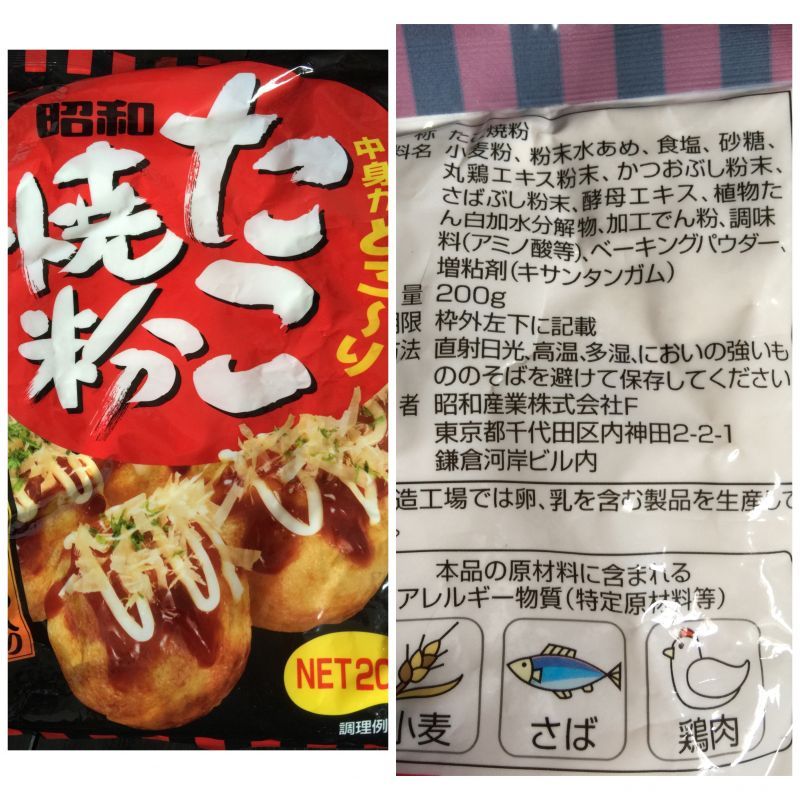 昭和
たこ
焼粉
中身がとろ〜り
NET20
調理例
称 たこ焼粉
料名 小麦粉、粉末水あめ、食塩、砂糖、
丸鶏エキス粉末、かつおぶし粉末、
さばぶし粉末、酵母エキス、植物た
ん白加水分解物、加工でん粉、調味
料(アミノ酸等)、ベーキングパウダー、
増粘剤(キサンタンガム)
量 200g
期限 枠外左下に記載
方法 直射日光、高温、多湿、においの強いも
ののそばを避けて保存してください
者 昭和産業株式会社F
東京都千代田区内神田2-2-1
鎌倉河岸ビル内
造工場では卵、乳を含む製品を生産して
。
本品の原材料に含まれる
アレルギー物質(特定原材料等)
小麦
さば
鶏肉